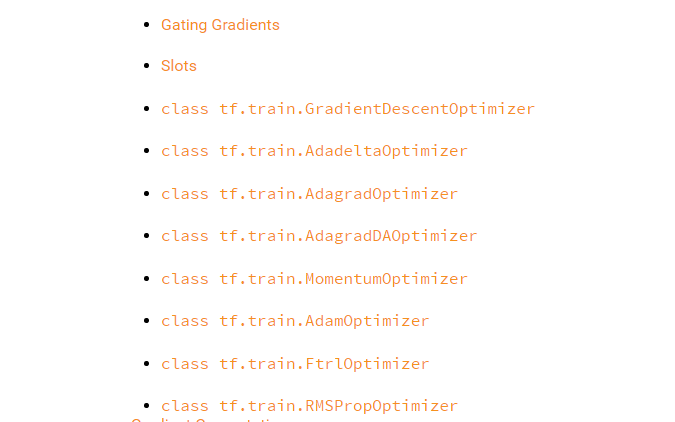 Gating Gradients
Slots
class tf.train.GradientDescentOptimizer
class tf.train.AdadeltaOptimizer
class tf.train.AdagradOptimizer
class tf.train.AdagradDAOptimizer
class tf.train.MomentumOptimizer
class tf.train.AdamOptimizer
class tf.train.FtrlOptimizer
class tf.train.RMSPropOptimizer